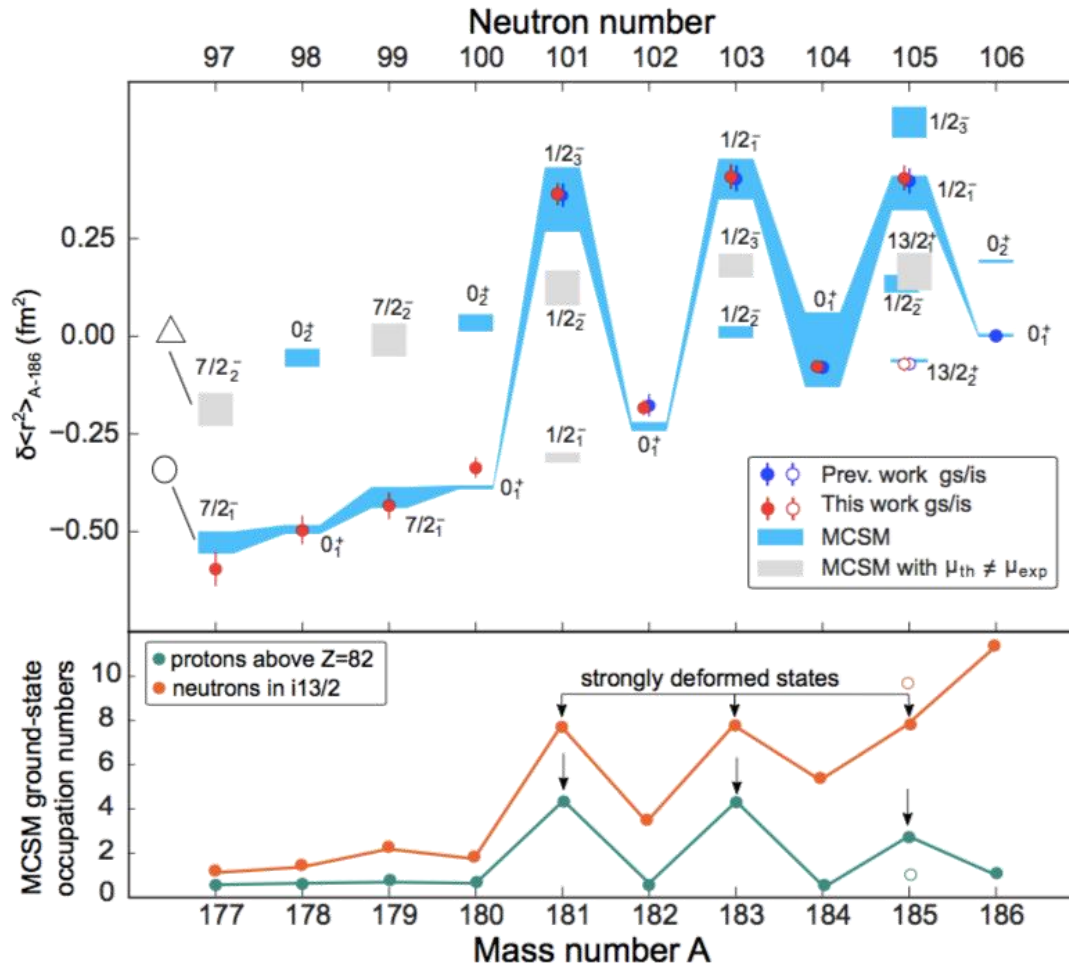 Neutron number
97 98 99 100 101 102 103 104 105 106
δ<r²>A-186 (fm²)
0.25
0.00
−0.25
−0.50
7/2₂⁻
7/2₁⁻
0₂⁺
0₁⁺
7/2₂⁻
7/2₁⁻
0₂⁺
0₁⁺
1/2₃⁻
1/2₂⁻
1/2₁⁻
0₁⁺
1/2₁⁻
1/2₃⁻
1/2₂⁻
0₁⁺
1/2₃⁻
1/2₁⁻
13/2₁⁺
1/2₂⁻
13/2₂⁺
0₂⁺
0₁⁺
Prev. work gs/is
This work gs/is
MCSM
MCSM with μth ≠ μexp
MCSM ground-state
occupation numbers
10
8
6
4
2
0
protons above Z=82
neutrons in i13/2
strongly deformed states
177 178 179 180 181 182 183 184 185 186
Mass number A